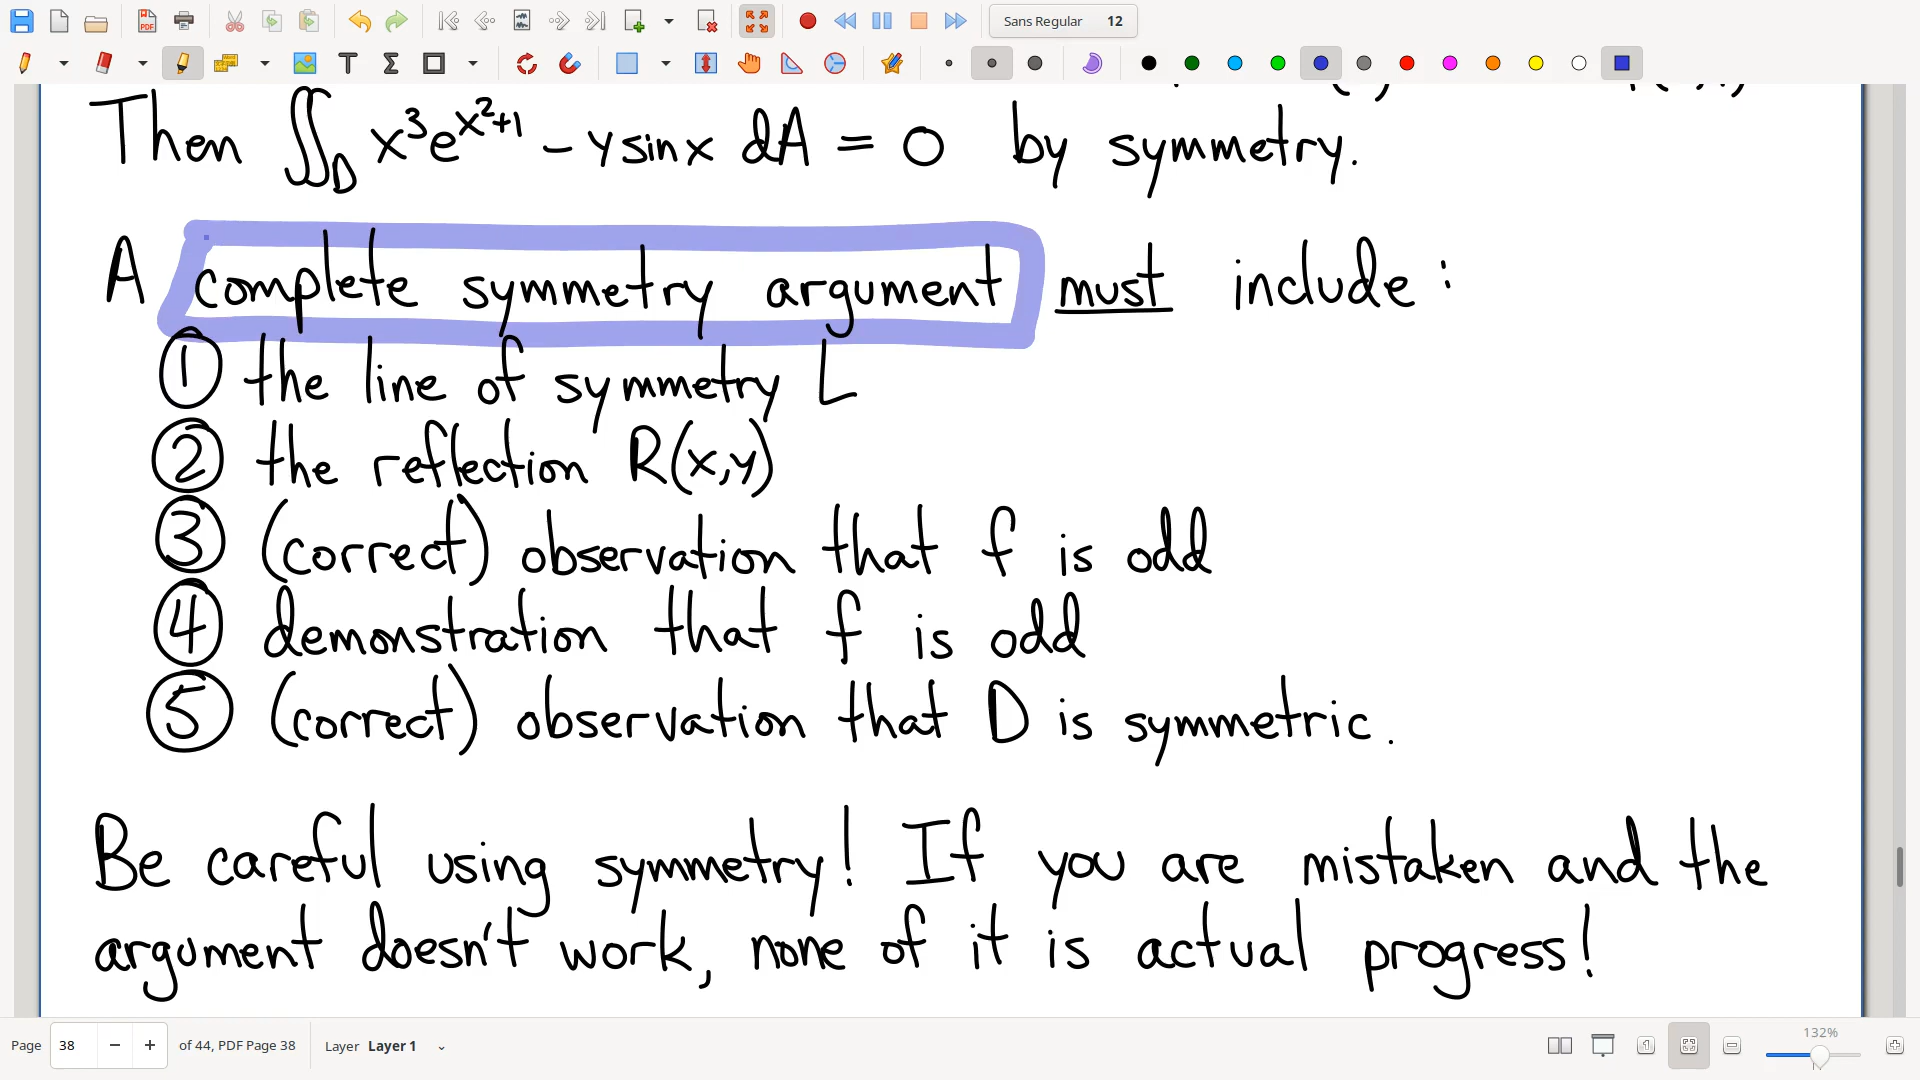 Sans Regular 12
Then ∬_D x³e^(x²+1) - y sin x dA = 0 by symmetry.
A complete symmetry argument must include:
① the line of symmetry L
② the reflection R(x,y)
③ (correct) observation that f is odd
④ demonstration that f is odd
⑤ (correct) observation that D is symmetric.
Be careful using symmetry! If you are mistaken and the
argument doesn't work, none of it is actual progress!
Page 38 of 44, PDF Page 38 Layer Layer 1 132%